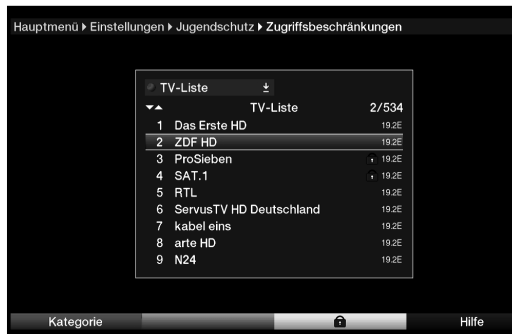 Hauptmenü Einstellungen Jugendschutz Zugriffsbeschränkungen
TV-Liste
TV-Liste 2/534
1 Das Erste HD 19.2E
2 ZDF HD 19.2E
3 ProSieben 19.2E
4 SAT.1 19.2E
5 RTL 19.2E
6 ServusTV HD Deutschland 19.2E
7 kabel eins 19.2E
8 arte HD 19.2E
9 N24 19.2E
Kategorie Hilfe